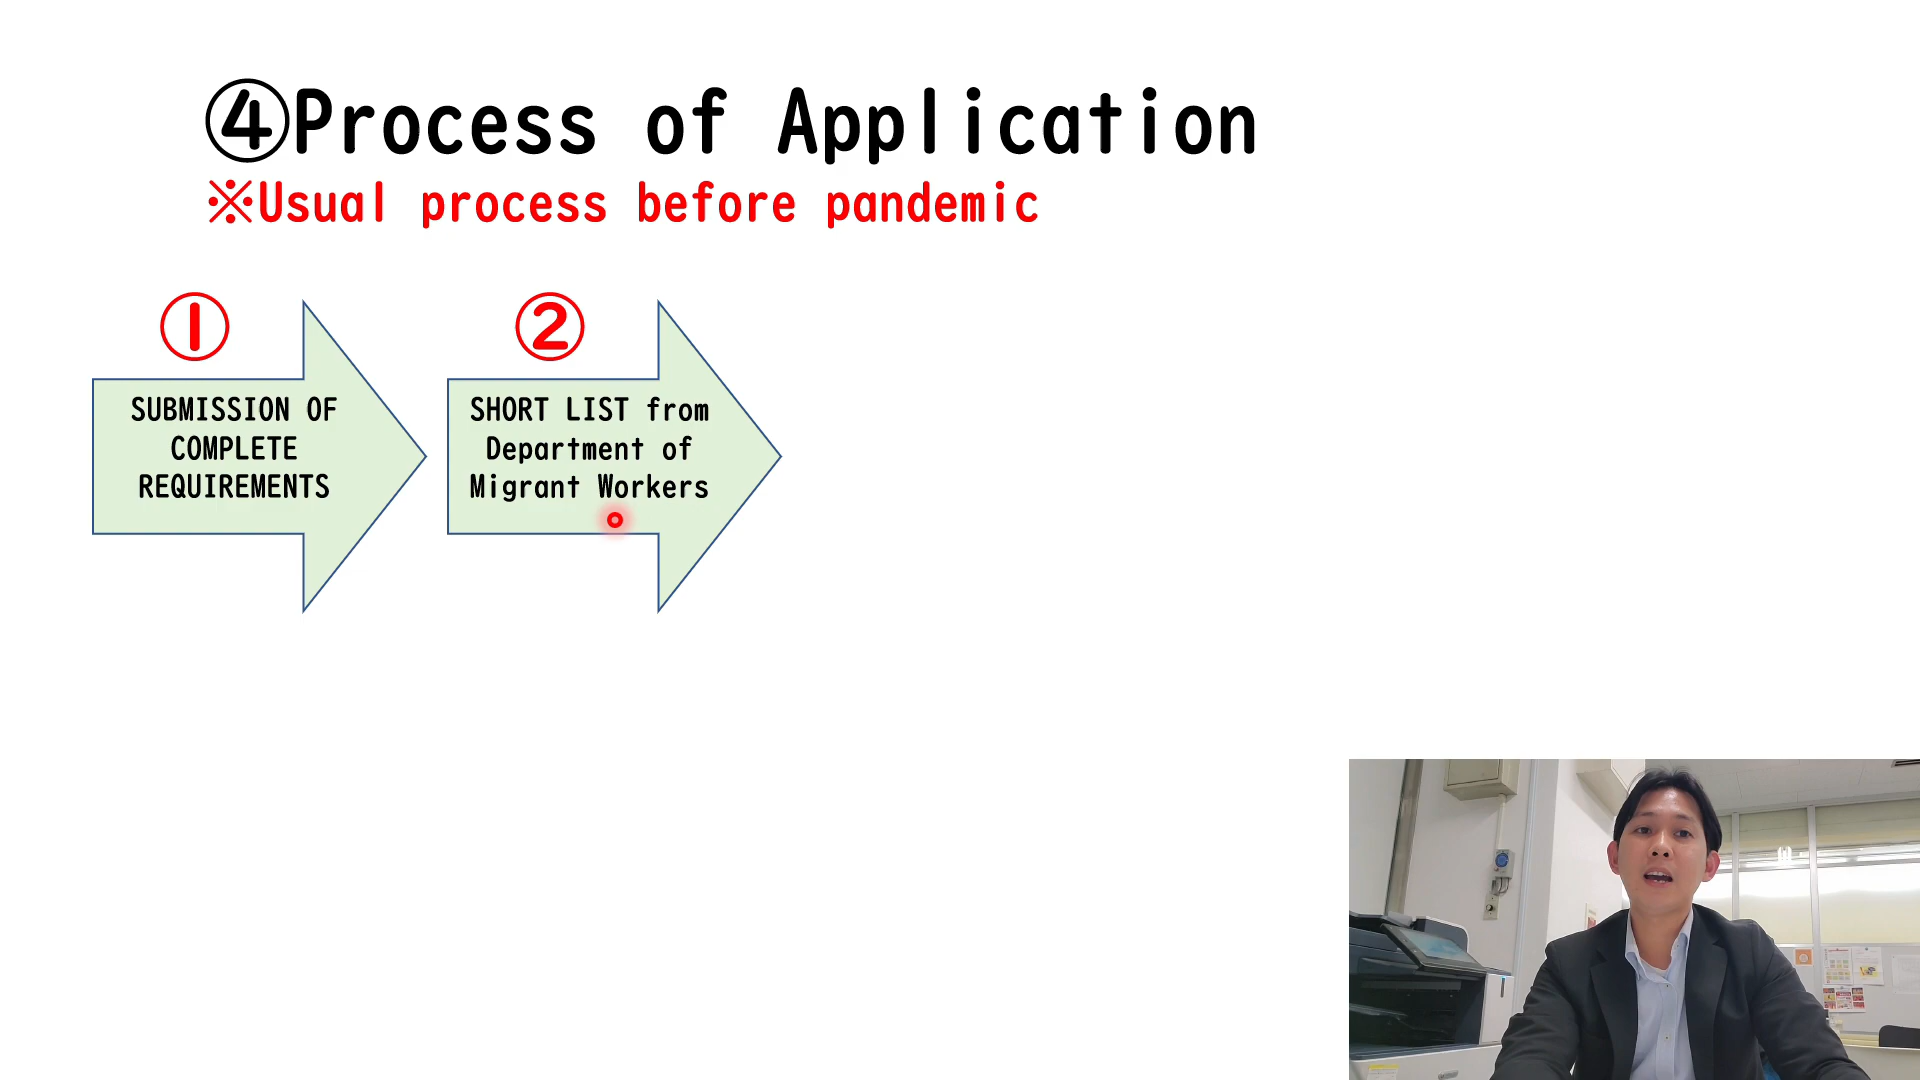 ④Process of Application
※Usual process before pandemic
①
SUBMISSION OF
COMPLETE
REQUIREMENTS
②
SHORT LIST from
Department of
Migrant Workers